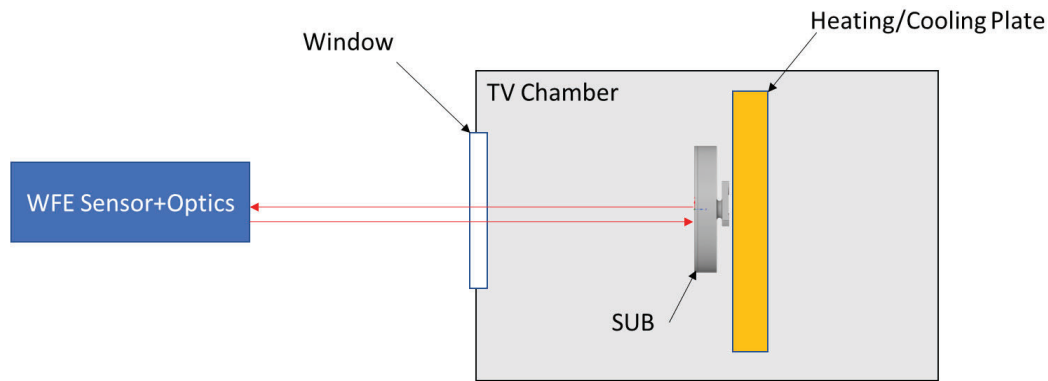 Heating/Cooling Plate
Window
TV Chamber
WFE Sensor+Optics
SUB